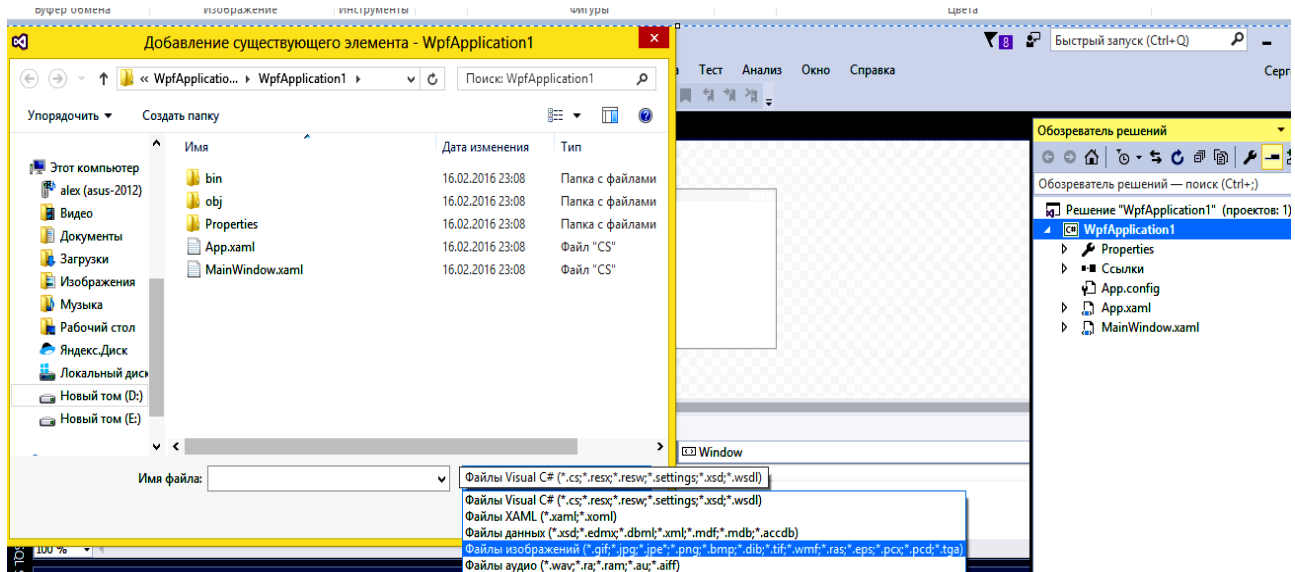 Буфер обмена Изображение Инструменты Фигуры Цвета
Добавление существующего элемента - WpfApplication1
« WpfApplicatio... WpfApplication1
Поиск: WpfApplication1
Упорядочить Создать папку
Имя Дата изменения Тип
Этот компьютер
alex (asus-2012)
Видео
Документы
Загрузки
Изображения
Музыка
Рабочий стол
Яндекс.Диск
Локальный диск
Новый том (D:)
Новый том (E:)
bin 16.02.2016 23:08 Папка с файлами
obj 16.02.2016 23:08 Папка с файлами
Properties 16.02.2016 23:08 Папка с файлами
App.xaml 16.02.2016 23:08 Файл "CS"
MainWindow.xaml 16.02.2016 23:08 Файл "CS"
Имя файла:
Файлы Visual C# (*.cs;*.resx;*.resw;*.settings;*.xsd;*.wsdl)
Файлы Visual C# (*.cs;*.resx;*.resw;*.settings;*.xsd;*.wsdl)
Файлы XAML (*.xaml;*.xoml)
Файлы данных (*.xsd;*.edmx;*.dbml;*.xml;*.mdf;*.mdb;*.accdb)
Файлы изображений (*.gif;*.jpg;*.jpe*;*.png;*.bmp;*.dib;*.tif;*.wmf;*.ras;*.eps;*.pcx;*.pcd;*.tga)
Файлы аудио (*.wav;*.ra;*.ram;*.au;*.aiff)
100 %
8
Быстрый запуск (Ctrl+Q)
Тест Анализ Окно Справка
Серг
Window
Обозреватель решений
Обозреватель решений — поиск (Ctrl+;)
Решение "WpfApplication1" (проектов: 1)
C# WpfApplication1
Properties
Ссылки
App.config
App.xaml
MainWindow.xaml